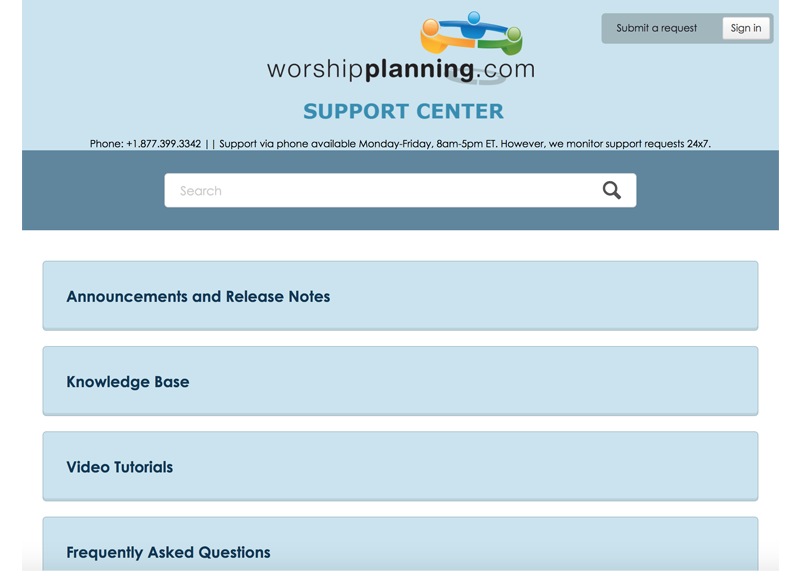 Submit a request
Sign in
worshipplanning.com
SUPPORT CENTER
Phone: +1.877.399.3342 | | Support via phone available Monday-Friday, 8am-5pm ET. However, we monitor support requests 24x7.
Search
Announcements and Release Notes
Knowledge Base
Video Tutorials
Frequently Asked Questions